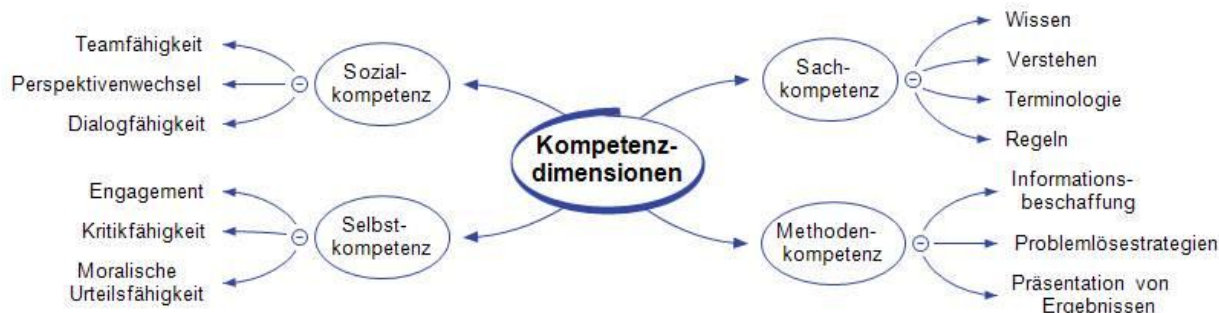 Kompetenz-
dimensionen
Sozial-
kompetenz
Teamfähigkeit
Perspektivenwechsel
Dialogfähigkeit
Selbst-
kompetenz
Engagement
Kritikfähigkeit
Moralische
Urteilsfähigkeit
Sach-
kompetenz
Wissen
Verstehen
Terminologie
Regeln
Methoden-
kompetenz
Informations-
beschaffung
Problemlösestrategien
Präsentation von
Ergebnissen